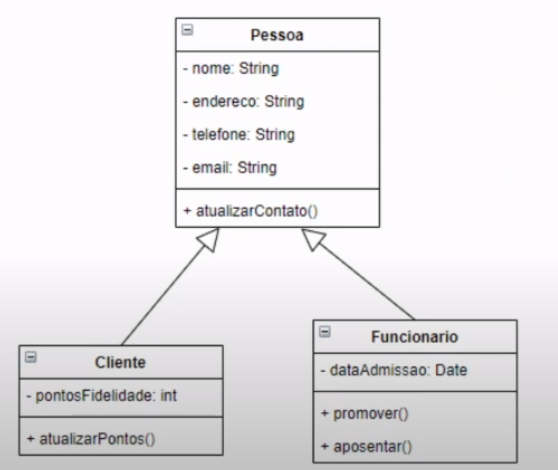 Pessoa
- nome: String
- endereco: String
- telefone: String
- email: String
+ atualizarContato()
Cliente
- pontosFidelidade: int
+ atualizarPontos()
Funcionario
- dataAdmissao: Date
+ promover()
+ aposentar()